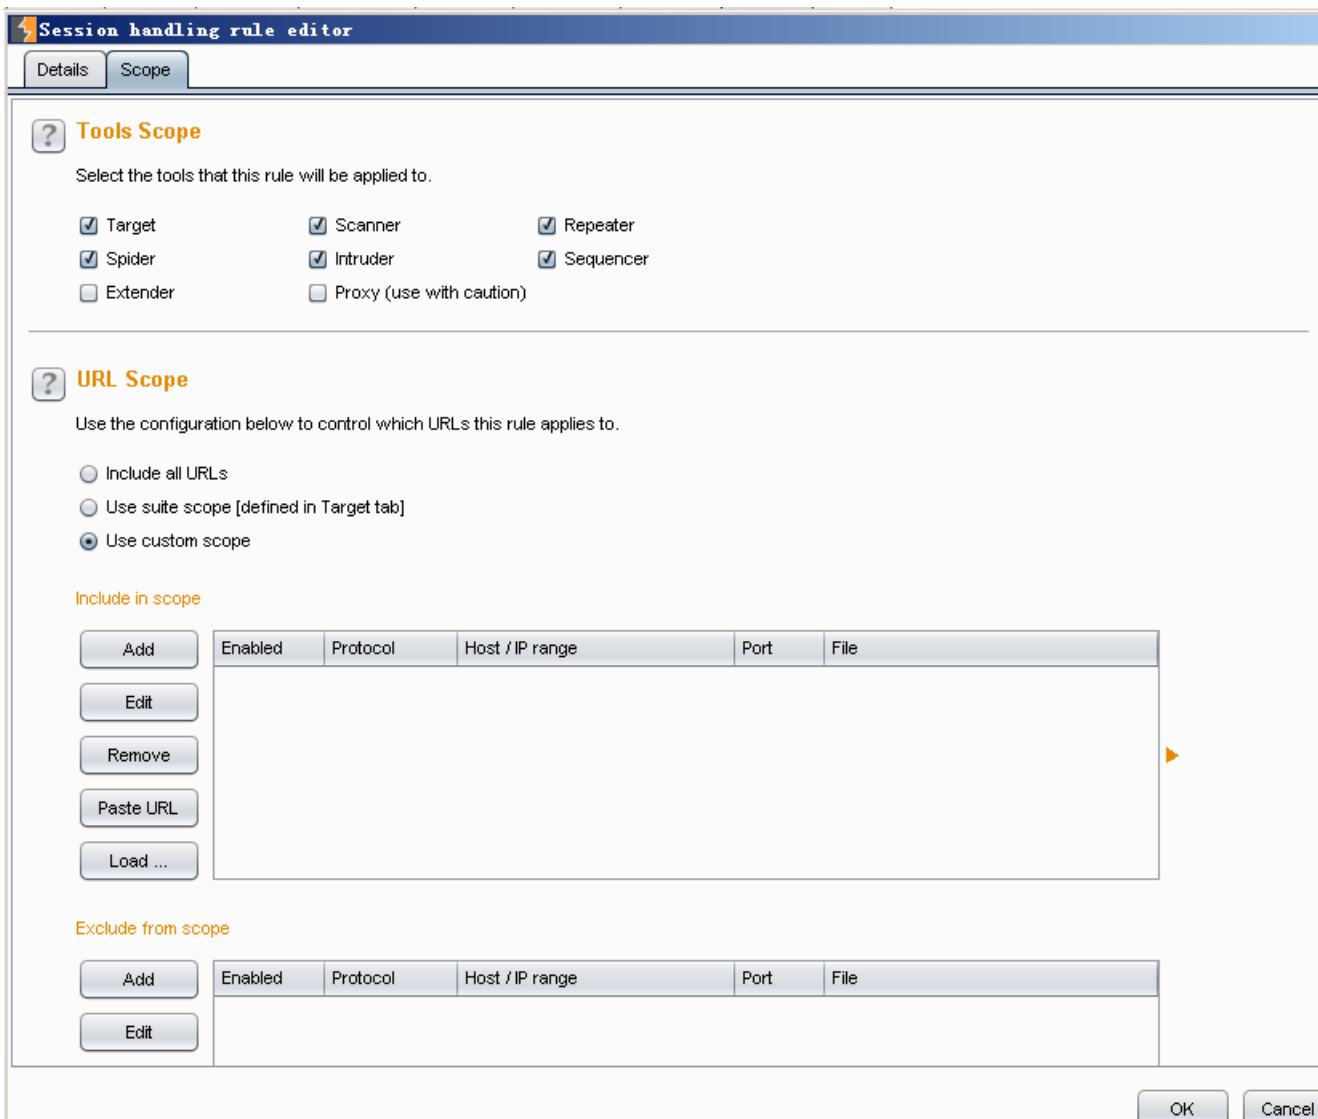 Session handling rule editor
Details Scope
? Tools Scope
Select the tools that this rule will be applied to.
Target Scanner Repeater
Spider Intruder Sequencer
Extender Proxy (use with caution)
? URL Scope
Use the configuration below to control which URLs this rule applies to.
Include all URLs
Use suite scope [defined in Target tab]
Use custom scope
Include in scope
Add Enabled Protocol Host / IP range Port File
Edit
Remove
Paste URL
Load ...
Exclude from scope
Add Enabled Protocol Host / IP range Port File
Edit
OK Cancel